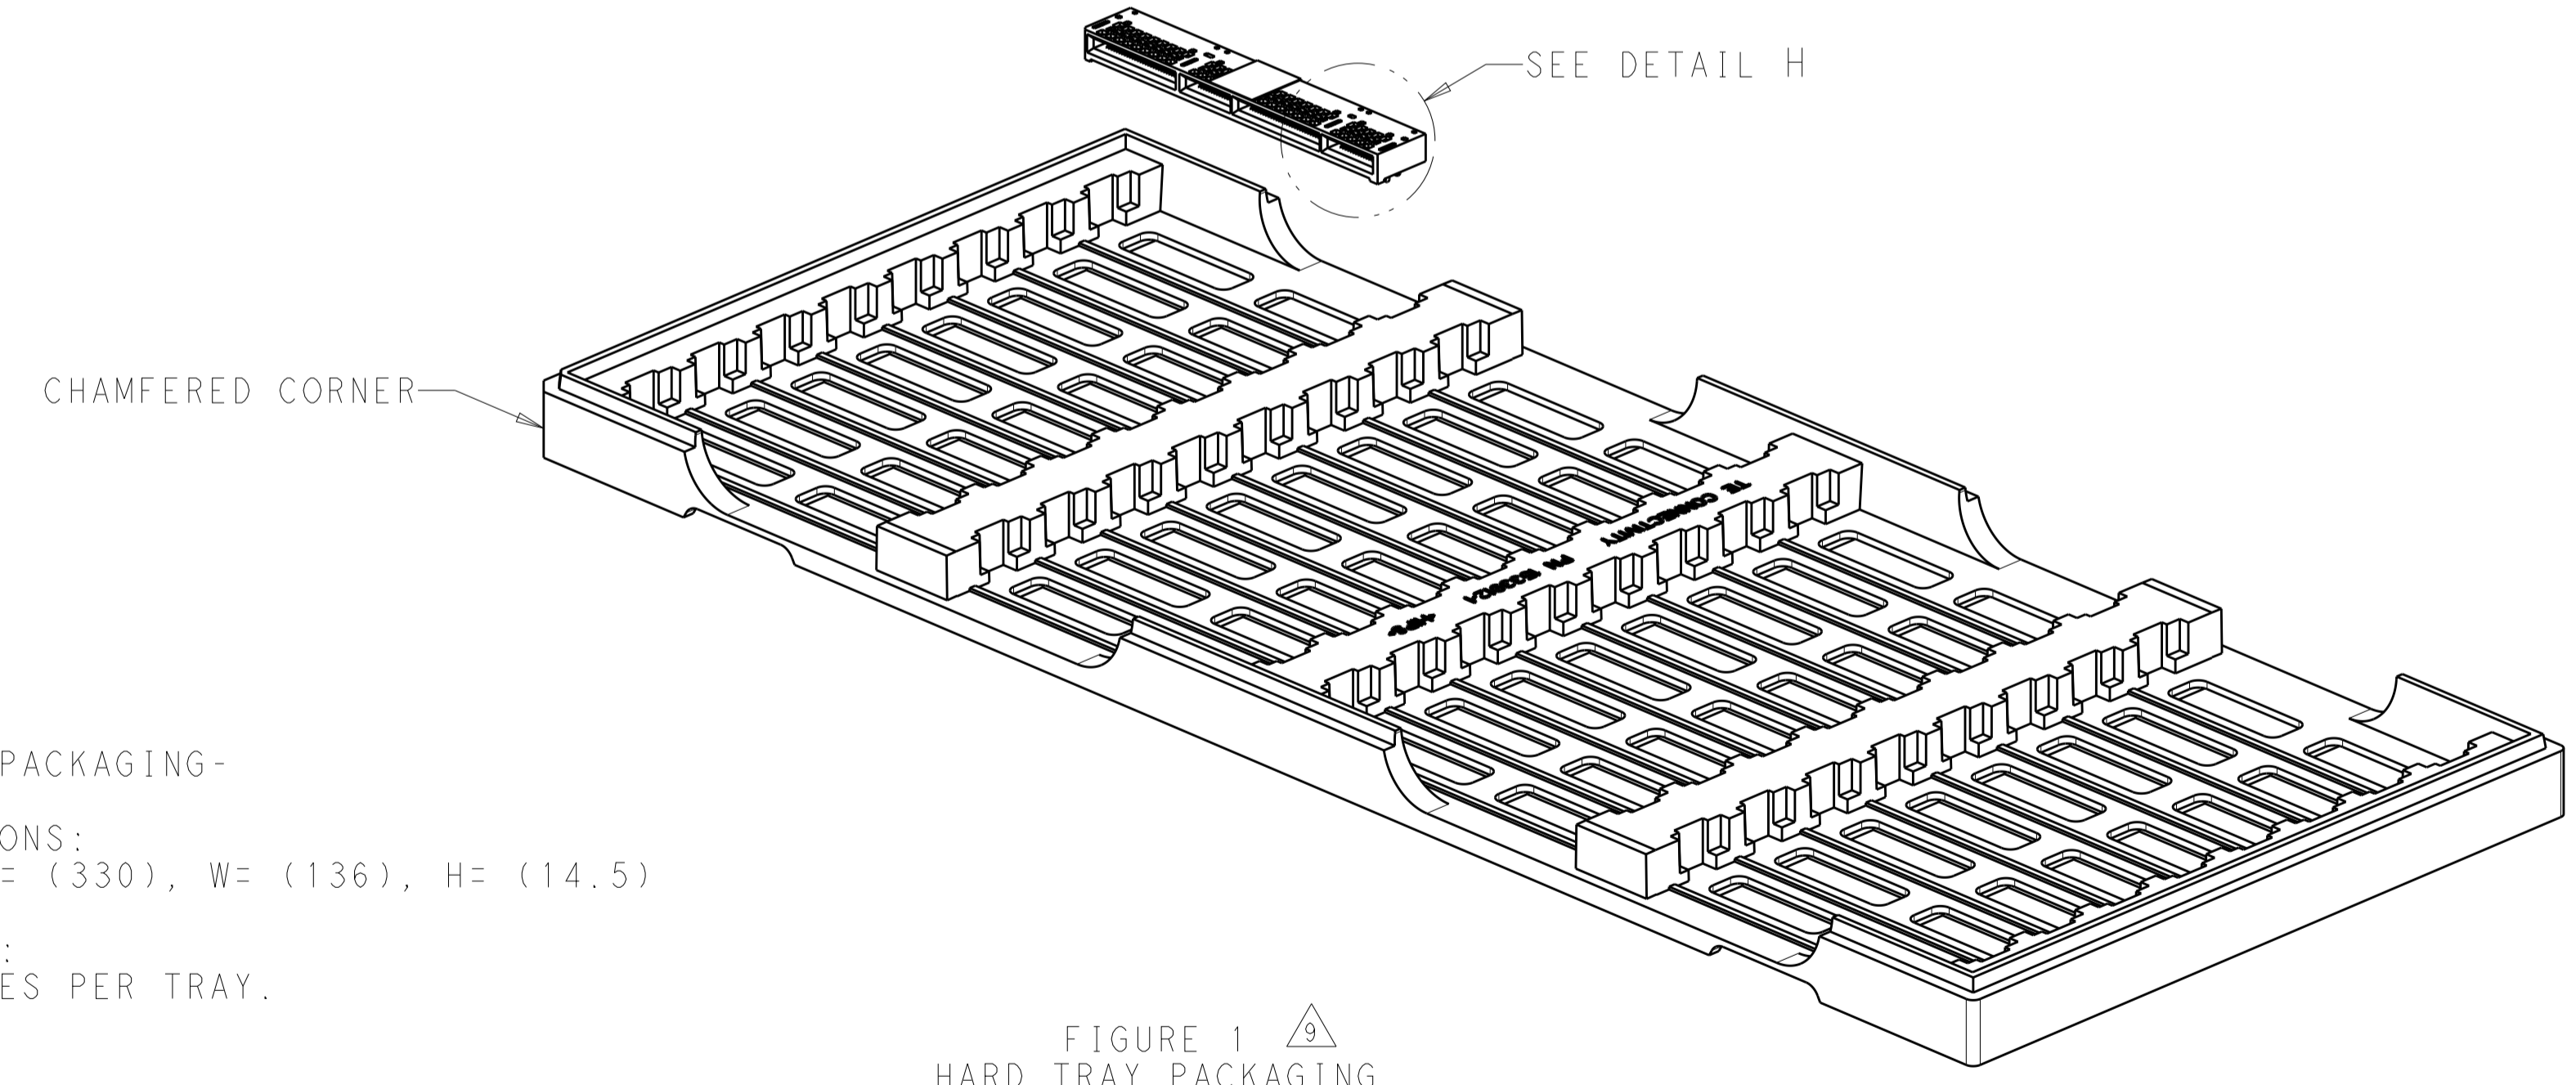 SEE DETAIL H
CHAMFERED CORNER
TE CONNECTIVITY
PN
PACKAGING-
ONS:
= (330), W= (136), H= (14.5)
:
ES PER TRAY.
FIGURE 1 9
HARD TRAY PACKAGING